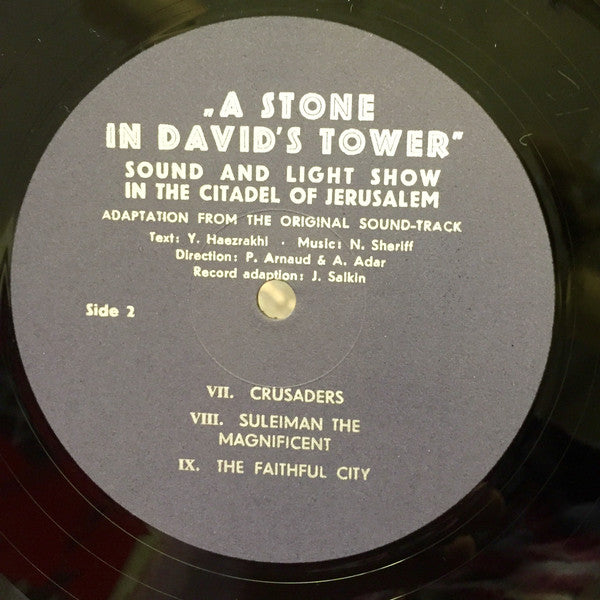 „A STONE
IN DAVID'S TOWER"
SOUND AND LIGHT SHOW
IN THE CITADEL OF JERUSALEM
ADAPTATION FROM THE ORIGINAL SOUND-TRACK
Text: Y. Haezrakhi · Music: N. Sheriff
Direction: P. Arnaud & A. Adar
Record adaption: J. Salkin
Side 2
VII. CRUSADERS
VIII. SULEIMAN THE
MAGNIFICENT
IX. THE FAITHFUL CITY